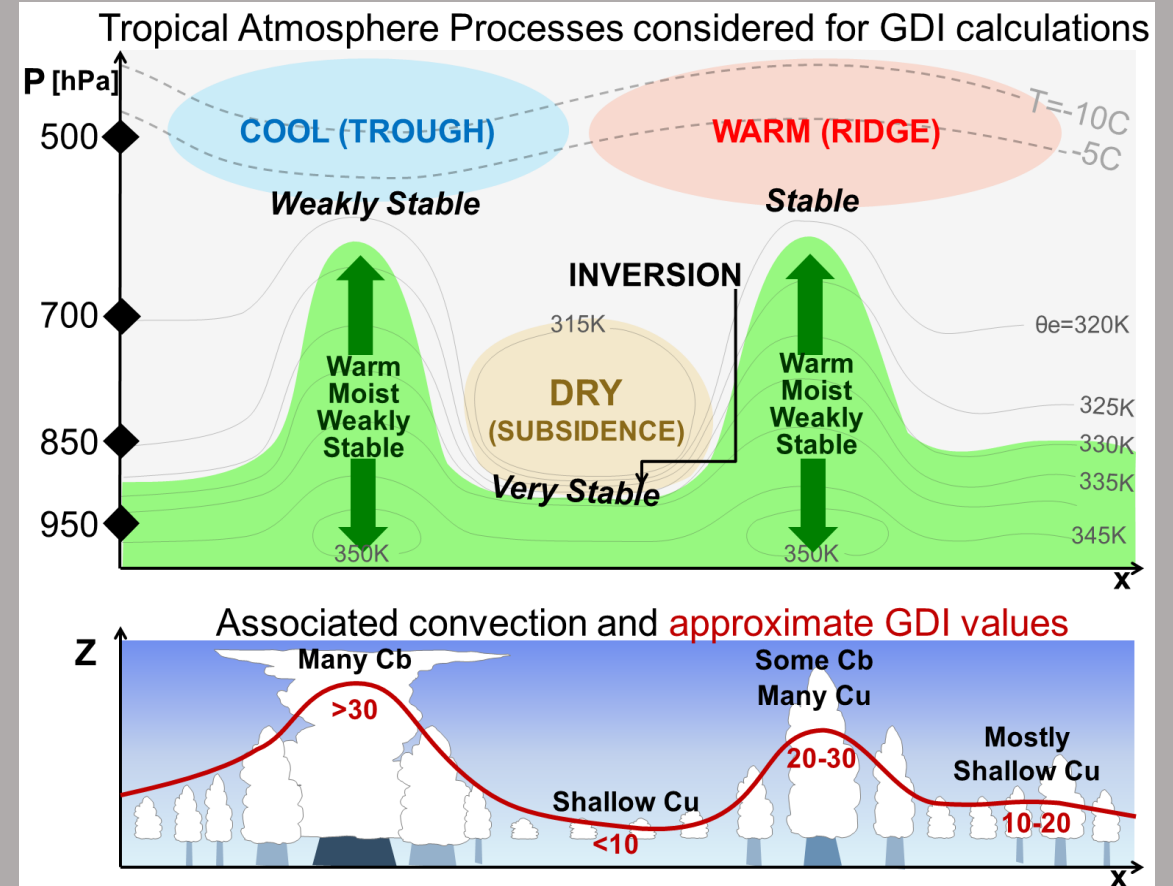 Tropical Atmosphere Processes considered for GDI calculations
P [hPa]
500
700
850
950
COOL (TROUGH)
WARM (RIDGE)
T=-10C
-5C
Weakly Stable
Stable
INVERSION
315K
θe=320K
Warm
Moist
Weakly
Stable
DRY
(SUBSIDENCE)
Warm
Moist
Weakly
Stable
325K
330K
335K
345K
Very Stable
350K
350K
x
Associated convection and approximate GDI values
Z
Many Cb
>30
Some Cb
Many Cu
20-30
Mostly
Shallow Cu
10-20
Shallow Cu
<10
x